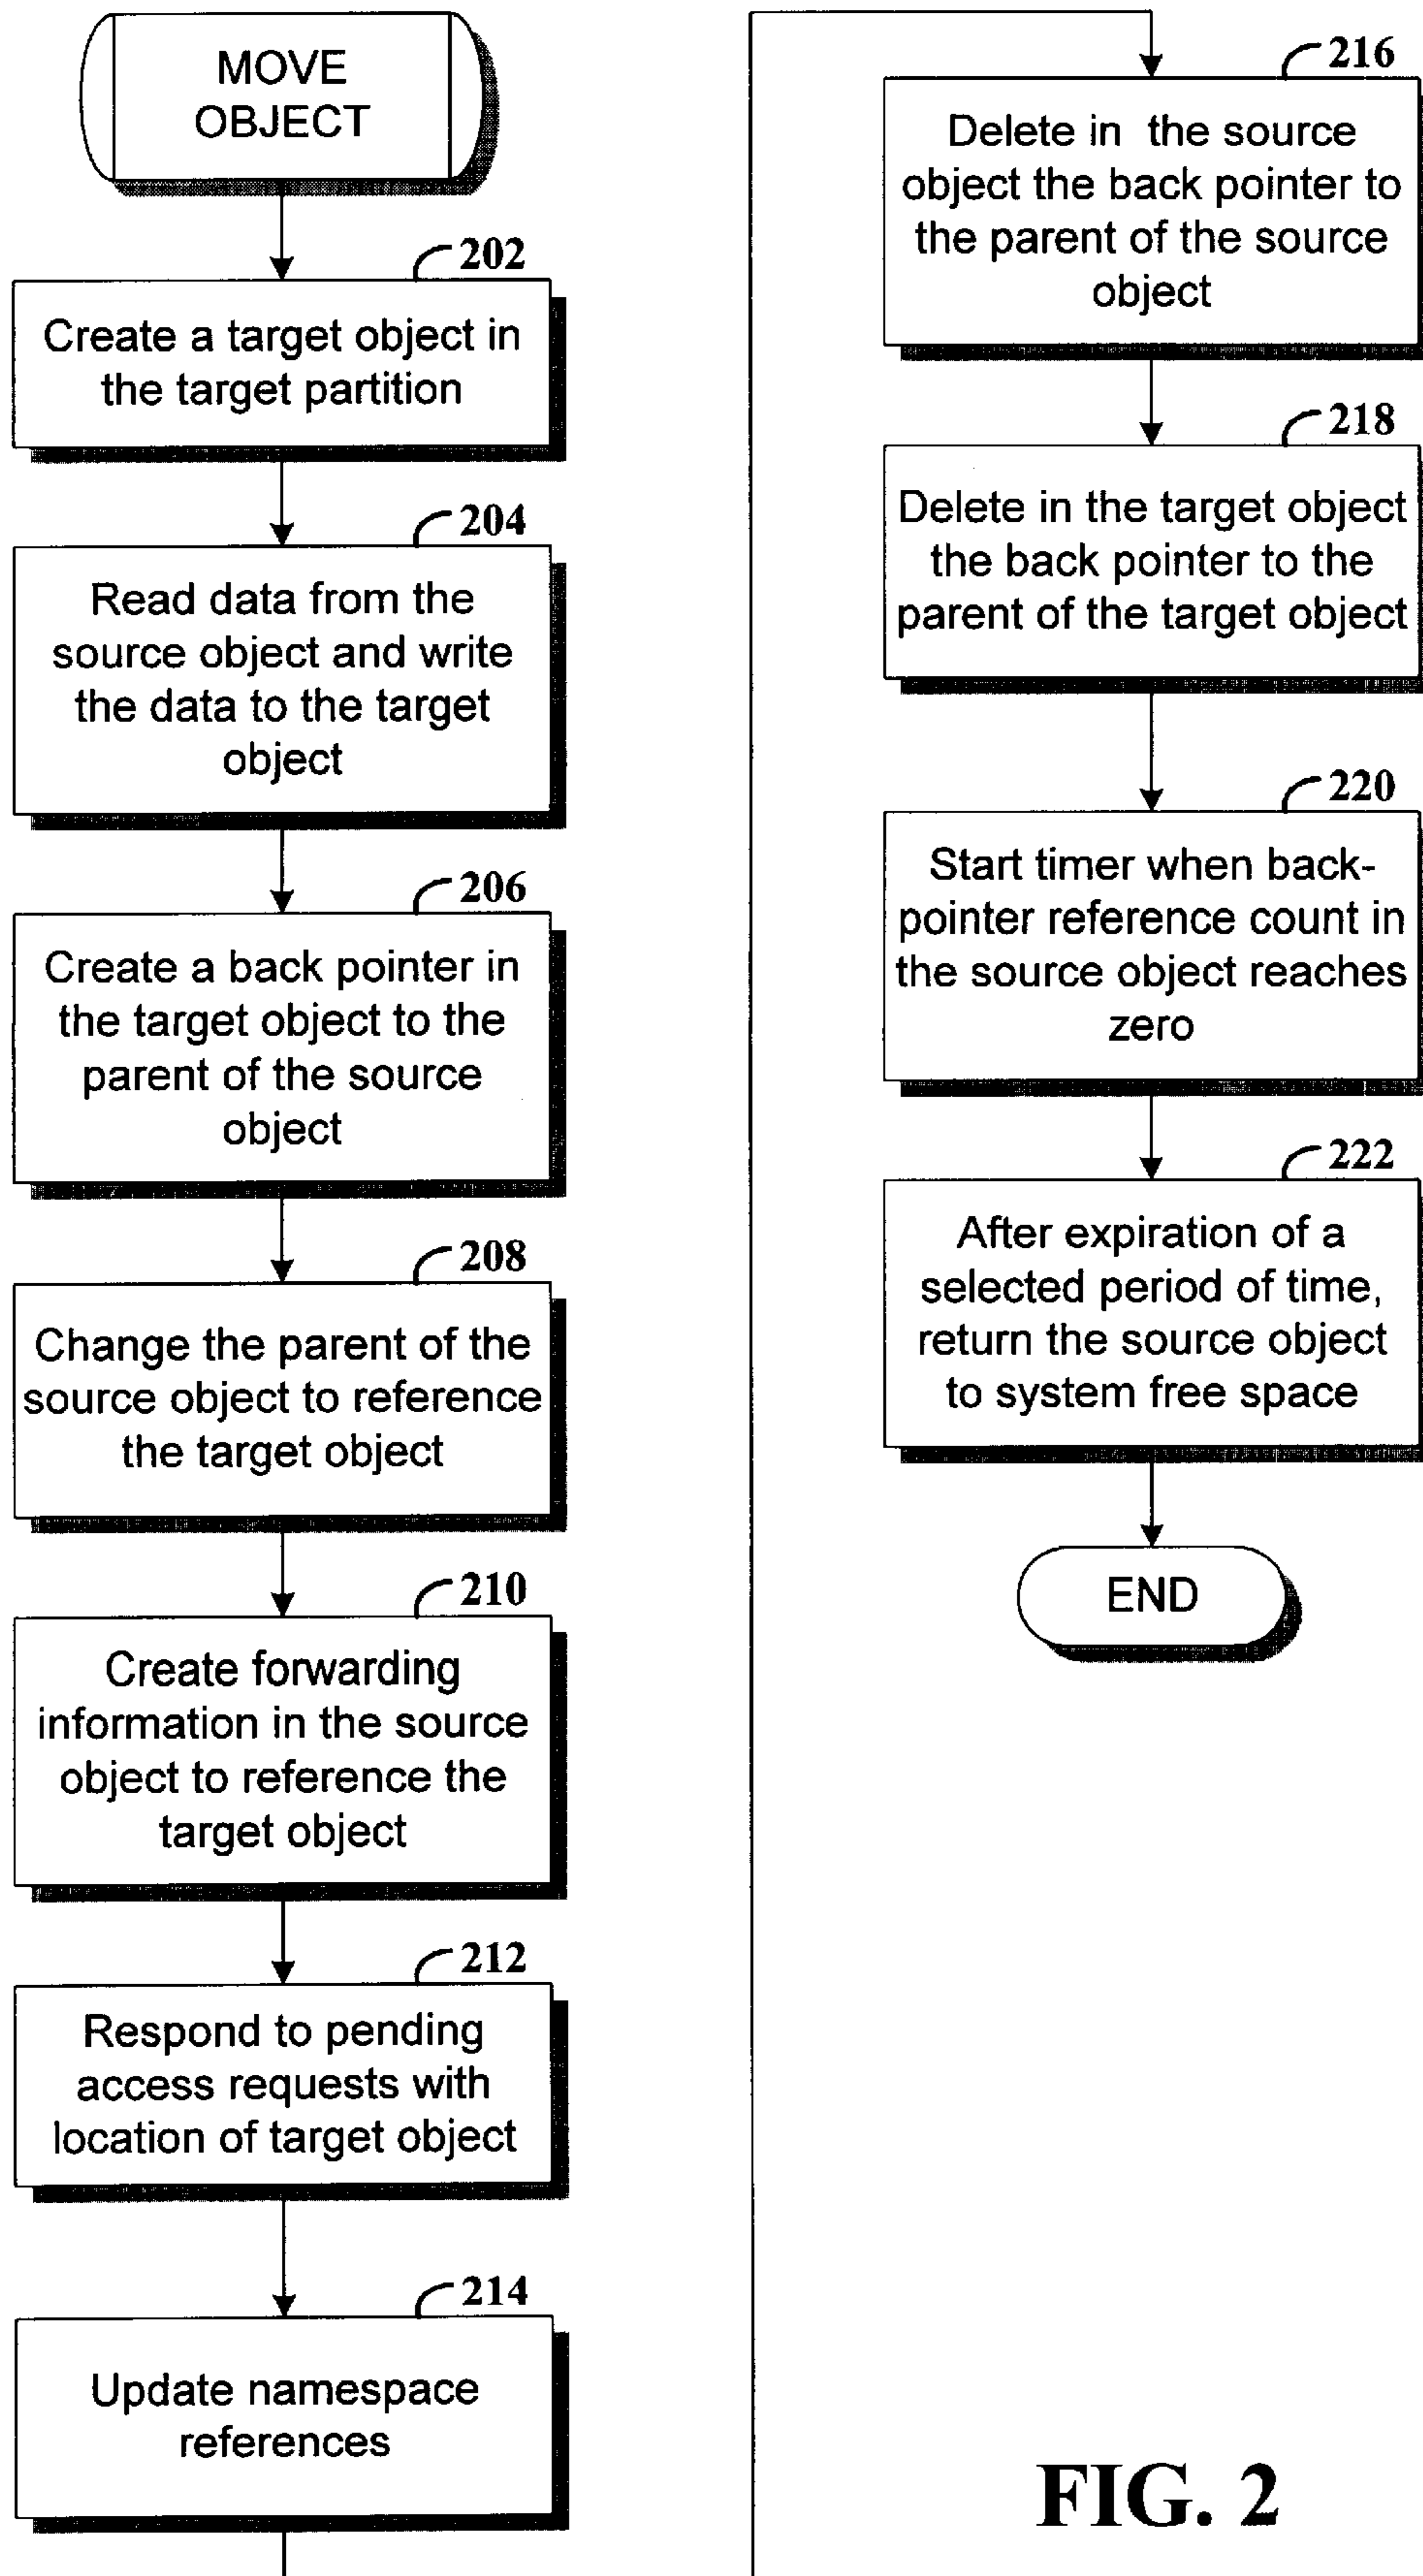 MOVE
OBJECT
202
Create a target object in
the target partition
204
Read data from the
source object and write
the data to the target
object
206
Create a back pointer in
the target object to the
parent of the source
object
208
Change the parent of the
source object to reference
the target object
210
Create forwarding
information in the source
object to reference the
target object
212
Respond to pending
access requests with
location of target object
214
Update namespace
references
216
Delete in the source
object the back pointer to
the parent of the source
object
218
Delete in the target object
the back pointer to the
parent of the target object
220
Start timer when back-
pointer reference count in
the source object reaches
zero
222
After expiration of a
selected period of time,
return the source object
to system free space
END
FIG. 2